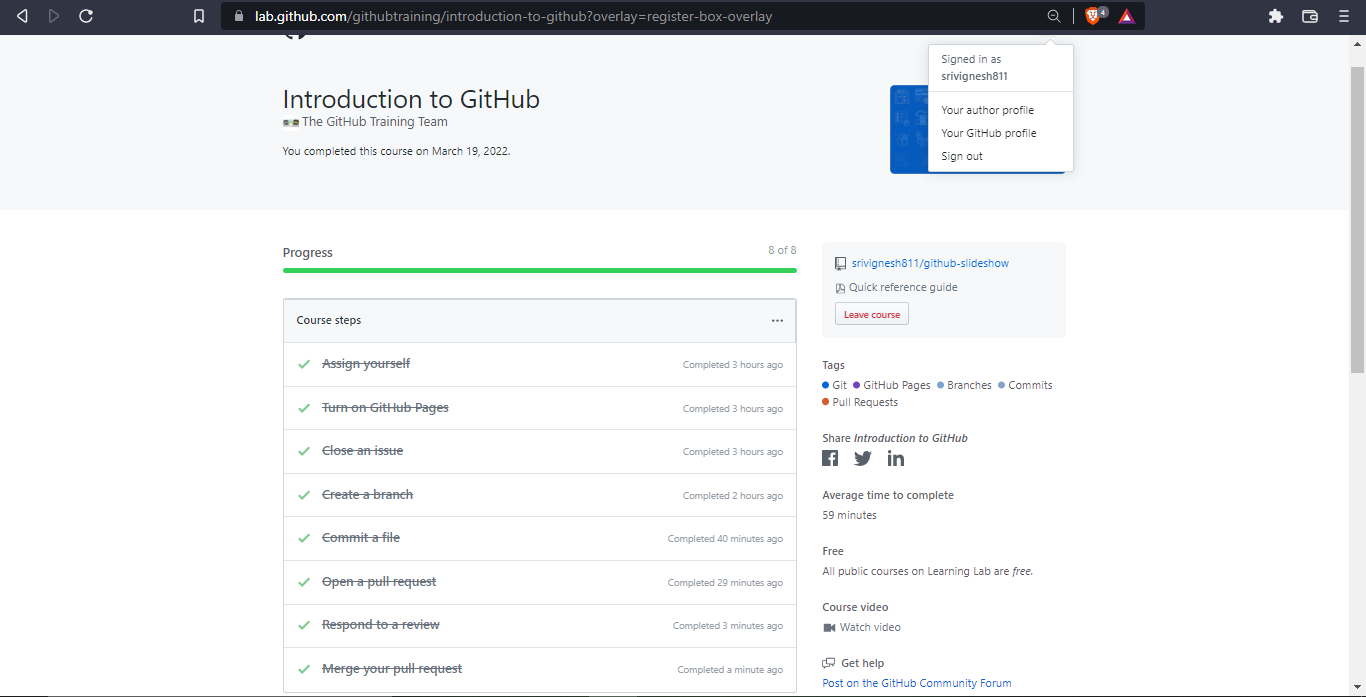 lab.github.com/githubtraining/introduction-to-github?overlay=register-box-overlay
4
Signed in as
srivignesh811
Your author profile
Your GitHub profile
Sign out
Introduction to GitHub
The GitHub Training Team
You completed this course on March 19, 2022.
Progress
8 of 8
Course steps
Assign yourself
Completed 3 hours ago
Turn on GitHub Pages
Completed 3 hours ago
Close an issue
Completed 3 hours ago
Create a branch
Completed 2 hours ago
Commit a file
Completed 40 minutes ago
Open a pull request
Completed 29 minutes ago
Respond to a review
Completed 3 minutes ago
Merge your pull request
Completed a minute ago
srivignesh811/github-slideshow
Quick reference guide
Leave course
Tags
Git GitHub Pages Branches Commits
Pull Requests
Share Introduction to GitHub
Average time to complete
59 minutes
Free
All public courses on Learning Lab are free.
Course video
Watch video
Get help
Post on the GitHub Community Forum